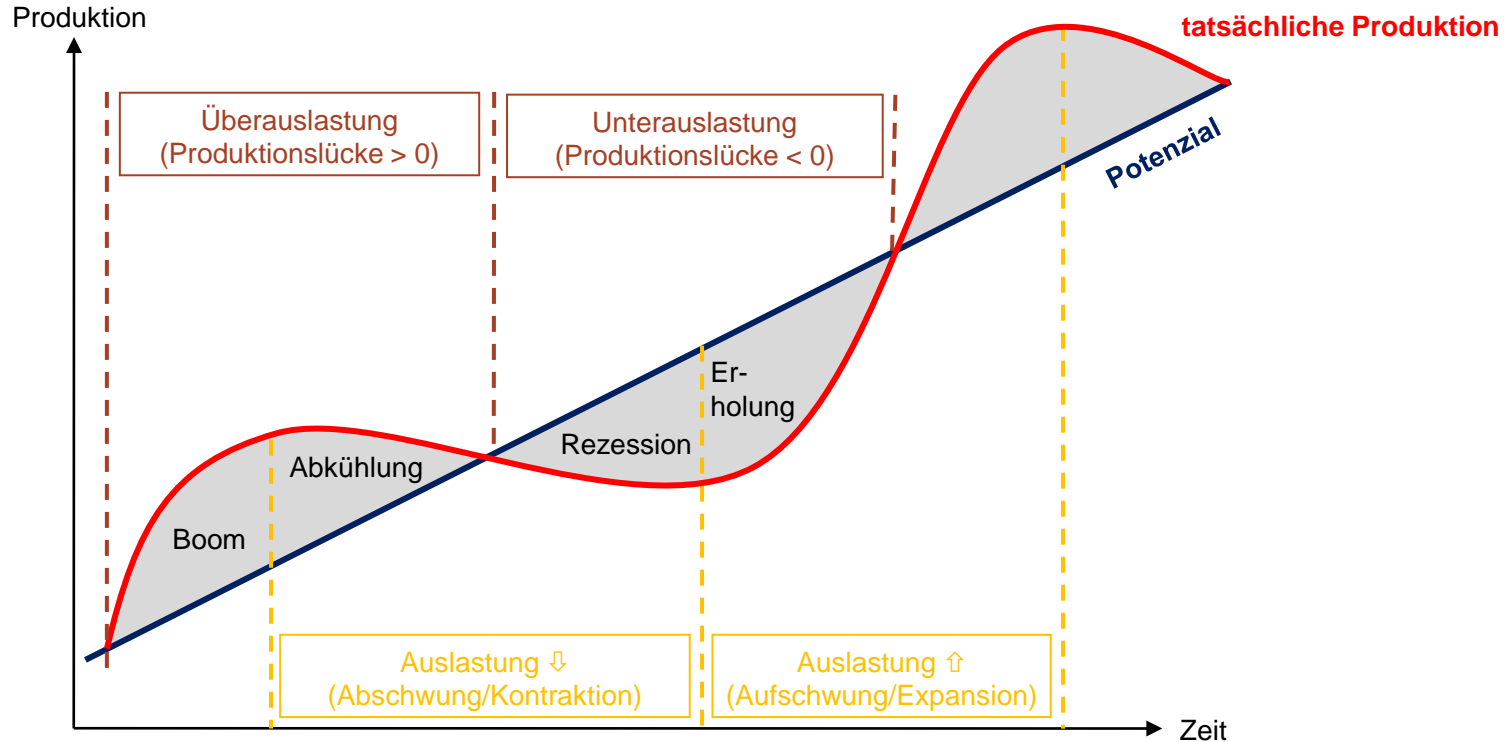 Produktion
tatsächliche Produktion
Überauslastung
(Produktionslücke > 0)
Unterauslastung
(Produktionslücke < 0)
Potenzial
Er-
holung
Rezession
Abkühlung
Boom
Auslastung ⇩
(Abschwung/Kontraktion)
Auslastung ⇧
(Aufschwung/Expansion)
Zeit